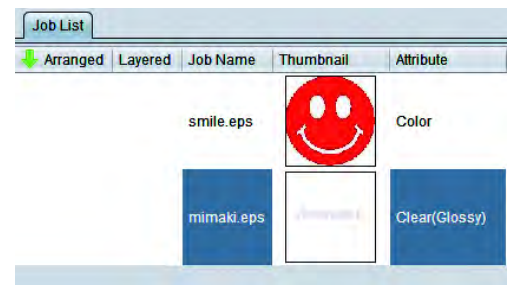 Job List
Arranged Layered Job Name Thumbnail Attribute
smile.eps Color
mimaki.eps Clear(Glossy)